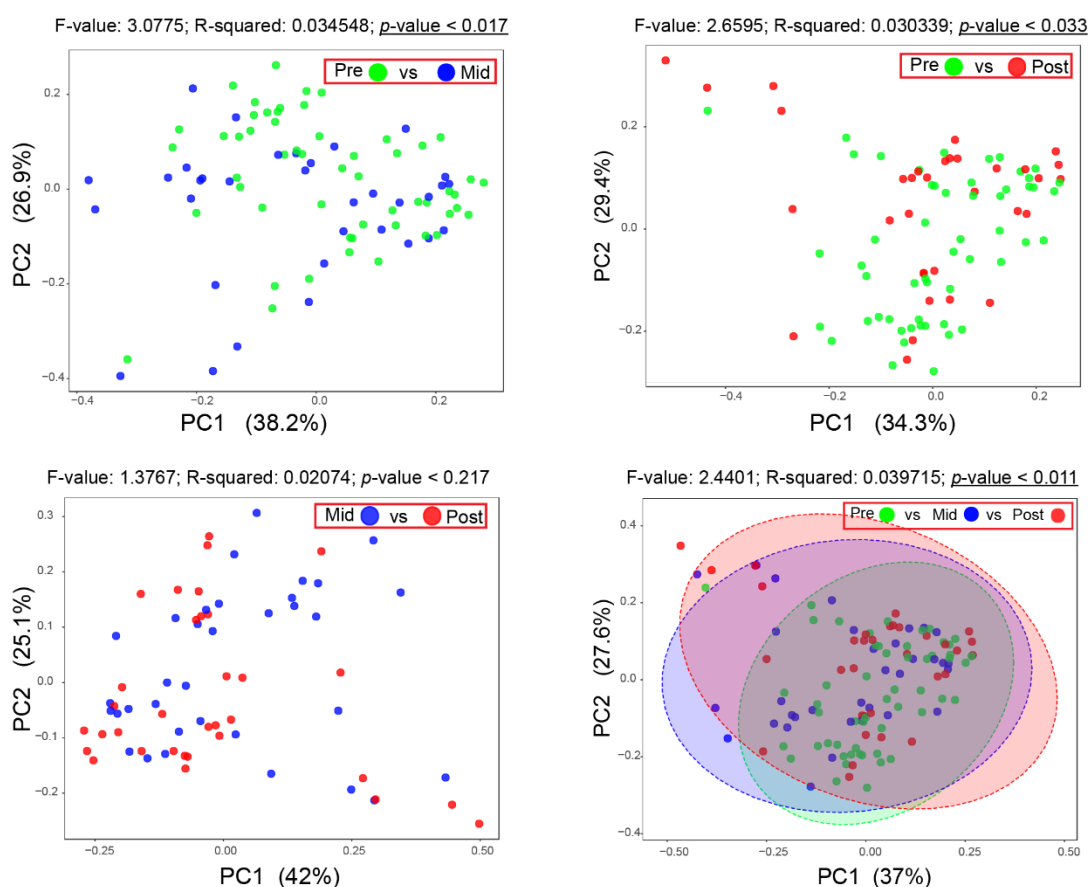 F-value: 3.0775; R-squared: 0.034548; p-value < 0.017
Pre vs Mid
0.2
0.0
−0.2
−0.4
PC2 (26.9%)
−0.4
−0.2
0.0
0.2
PC1 (38.2%)
F-value: 2.6595; R-squared: 0.030339; p-value < 0.033
Pre vs Post
0.2
0.0
−0.2
PC2 (29.4%)
−0.4
−0.2
0.0
0.2
PC1 (34.3%)
F-value: 1.3767; R-squared: 0.02074; p-value < 0.217
Mid vs Post
0.3
0.2
0.1
0.0
−0.1
−0.2
PC2 (25.1%)
−0.25
0.00
0.25
0.50
PC1 (42%)
F-value: 2.4401; R-squared: 0.039715; p-value < 0.011
Pre vs Mid vs Post
0.4
0.2
0.0
−0.2
−0.4
PC2 (27.6%)
−0.50
−0.25
0.00
0.25
0.50
PC1 (37%)